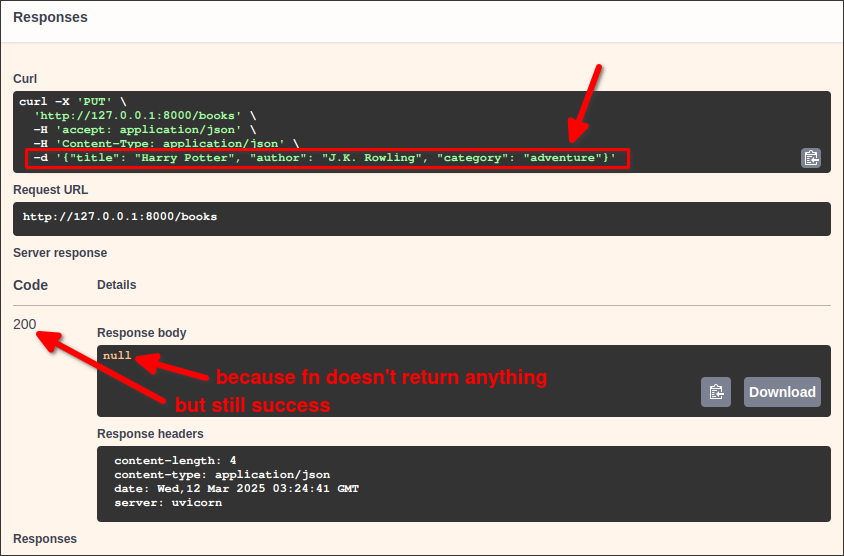 Responses
Curl
curl -X 'PUT' \
'http://127.0.0.1:8000/books' \
-H 'accept: application/json' \
-H 'Content-Type: application/json' \
-d '{"title": "Harry Potter", "author": "J.K. Rowling", "category": "adventure"}'
Request URL
http://127.0.0.1:8000/books
Server response
Code Details
200
Response body
null
because fn doesn't return anything
but still success
Download
Response headers
content-length: 4
content-type: application/json
date: Wed,12 Mar 2025 03:24:41 GMT
server: uvicorn
Responses